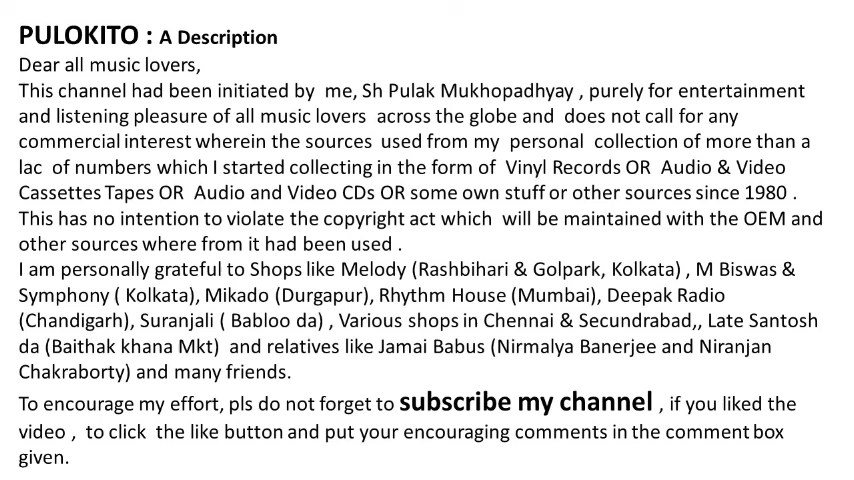 PULOKITO : A Description
Dear all music lovers,
This channel had been initiated by me, Sh Pulak Mukhopadhyay , purely for entertainment
and listening pleasure of all music lovers across the globe and does not call for any
commercial interest wherein the sources used from my personal collection of more than a
lac of numbers which I started collecting in the form of Vinyl Records OR Audio & Video
Cassettes Tapes OR Audio and Video CDs OR some own stuff or other sources since 1980 .
This has no intention to violate the copyright act which will be maintained with the OEM and
other sources where from it had been used .
I am personally grateful to Shops like Melody (Rashbihari & Golpark, Kolkata) , M Biswas &
Symphony ( Kolkata), Mikado (Durgapur), Rhythm House (Mumbai), Deepak Radio
(Chandigarh), Suranjali ( Babloo da) , Various shops in Chennai & Secundrabad,, Late Santosh
da (Baithak khana Mkt) and relatives like Jamai Babus (Nirmalya Banerjee and Niranjan
Chakraborty) and many friends.
To encourage my effort, pls do not forget to subscribe my channel , if you liked the
video , to click the like button and put your encouraging comments in the comment box
given.